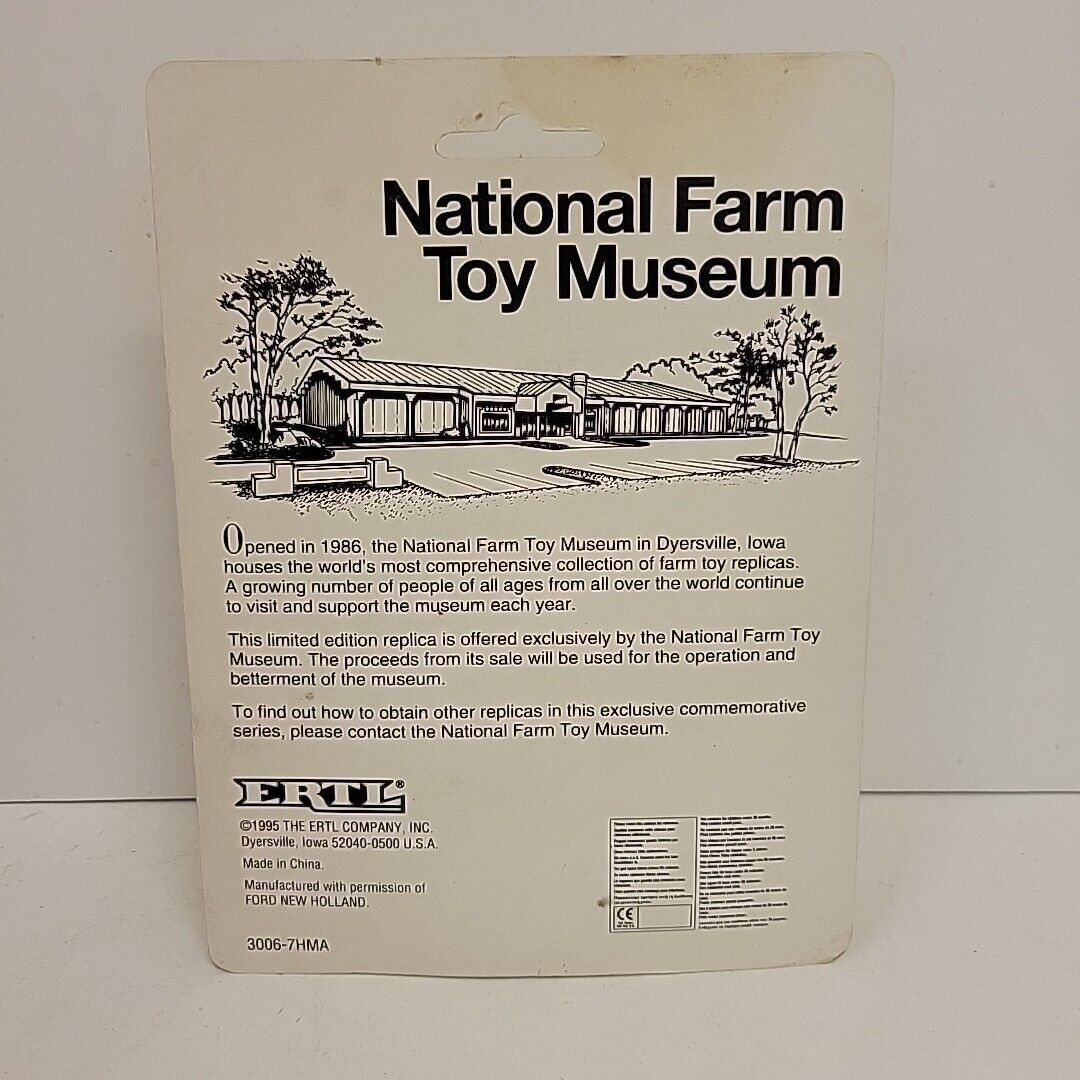 National Farm
Toy Museum
Opened in 1986, the National Farm Toy Museum in Dyersville, Iowa
houses the world's most comprehensive collection of farm toy replicas.
A growing number of people of all ages from all over the world continue
to visit and support the museum each year.
This limited edition replica is offered exclusively by the National Farm Toy
Museum. The proceeds from its sale will be used for the operation and
betterment of the museum.
To find out how to obtain other replicas in this exclusive commemorative
series, please contact the National Farm Toy Museum.
ERTL®
©1995 THE ERTL COMPANY, INC.
Dyersville, Iowa 52040-0500 U.S.A.
Made in China.
Manufactured with permission of
FORD NEW HOLLAND.
3006-7HMA
CE